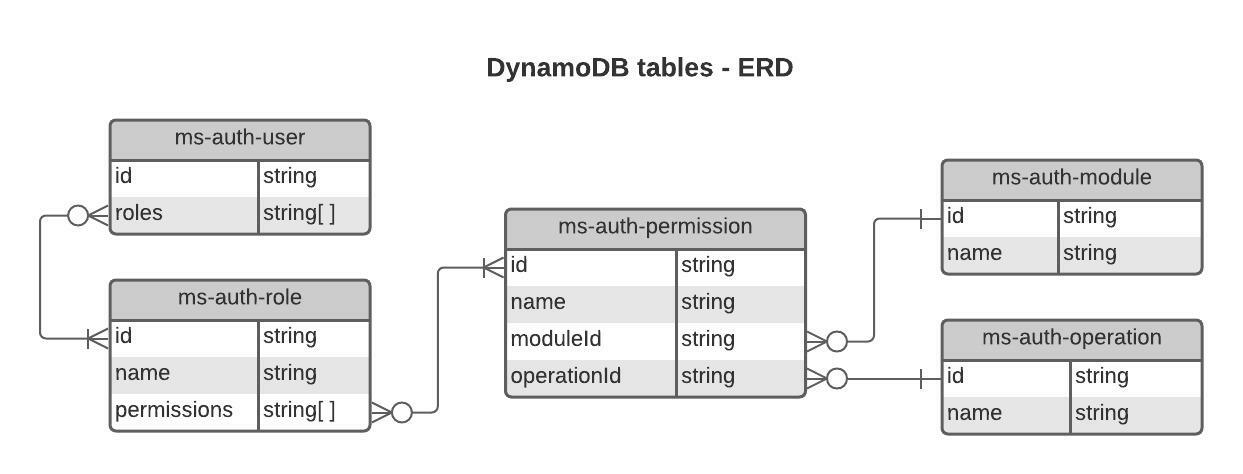 DynamoDB tables - ERD
ms-auth-user
id string
roles string[ ]
ms-auth-role
id string
name string
permissions string[ ]
ms-auth-permission
id string
name string
moduleId string
operationId string
ms-auth-module
id string
name string
ms-auth-operation
id string
name string